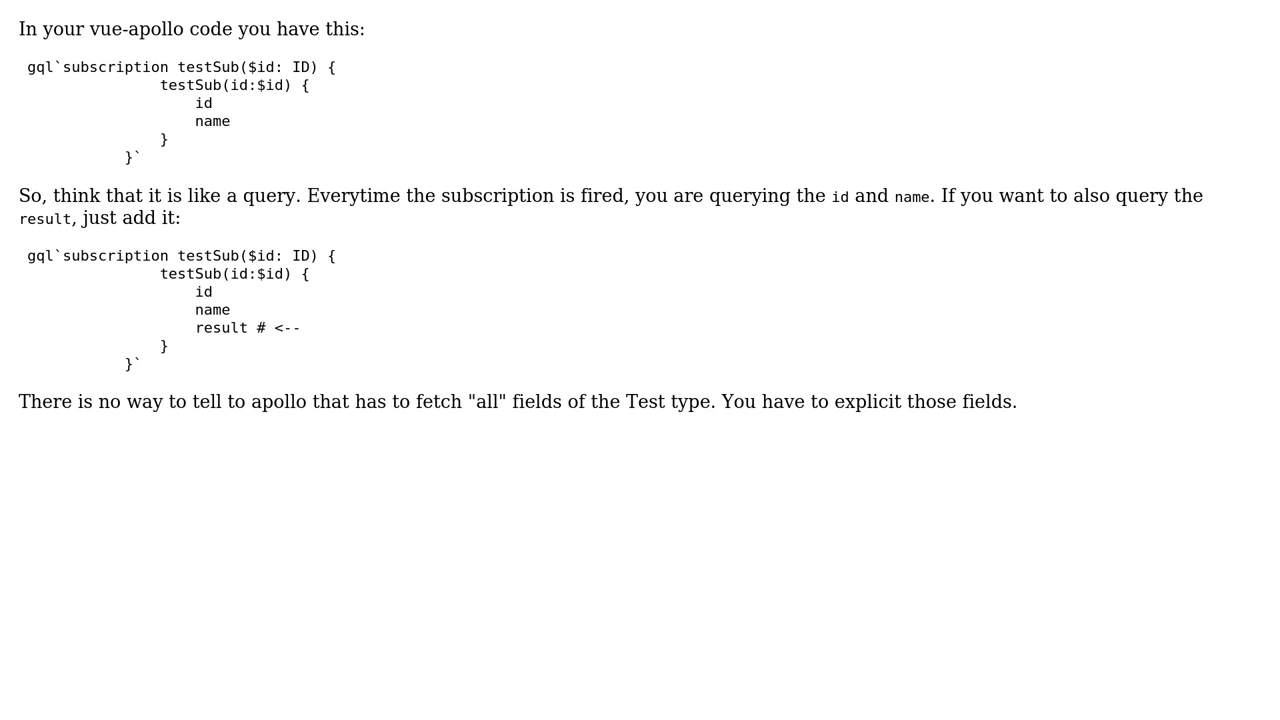 In your vue-apollo code you have this:
gql`subscription testSub($id: ID) {
testSub(id:$id) {
id
name
}
}`
So, think that it is like a query. Everytime the subscription is fired, you are querying the id and name. If you want to also query the
result, just add it:
gql`subscription testSub($id: ID) {
testSub(id:$id) {
id
name
result # <--
}
}`
There is no way to tell to apollo that has to fetch "all" fields of the Test type. You have to explicit those fields.